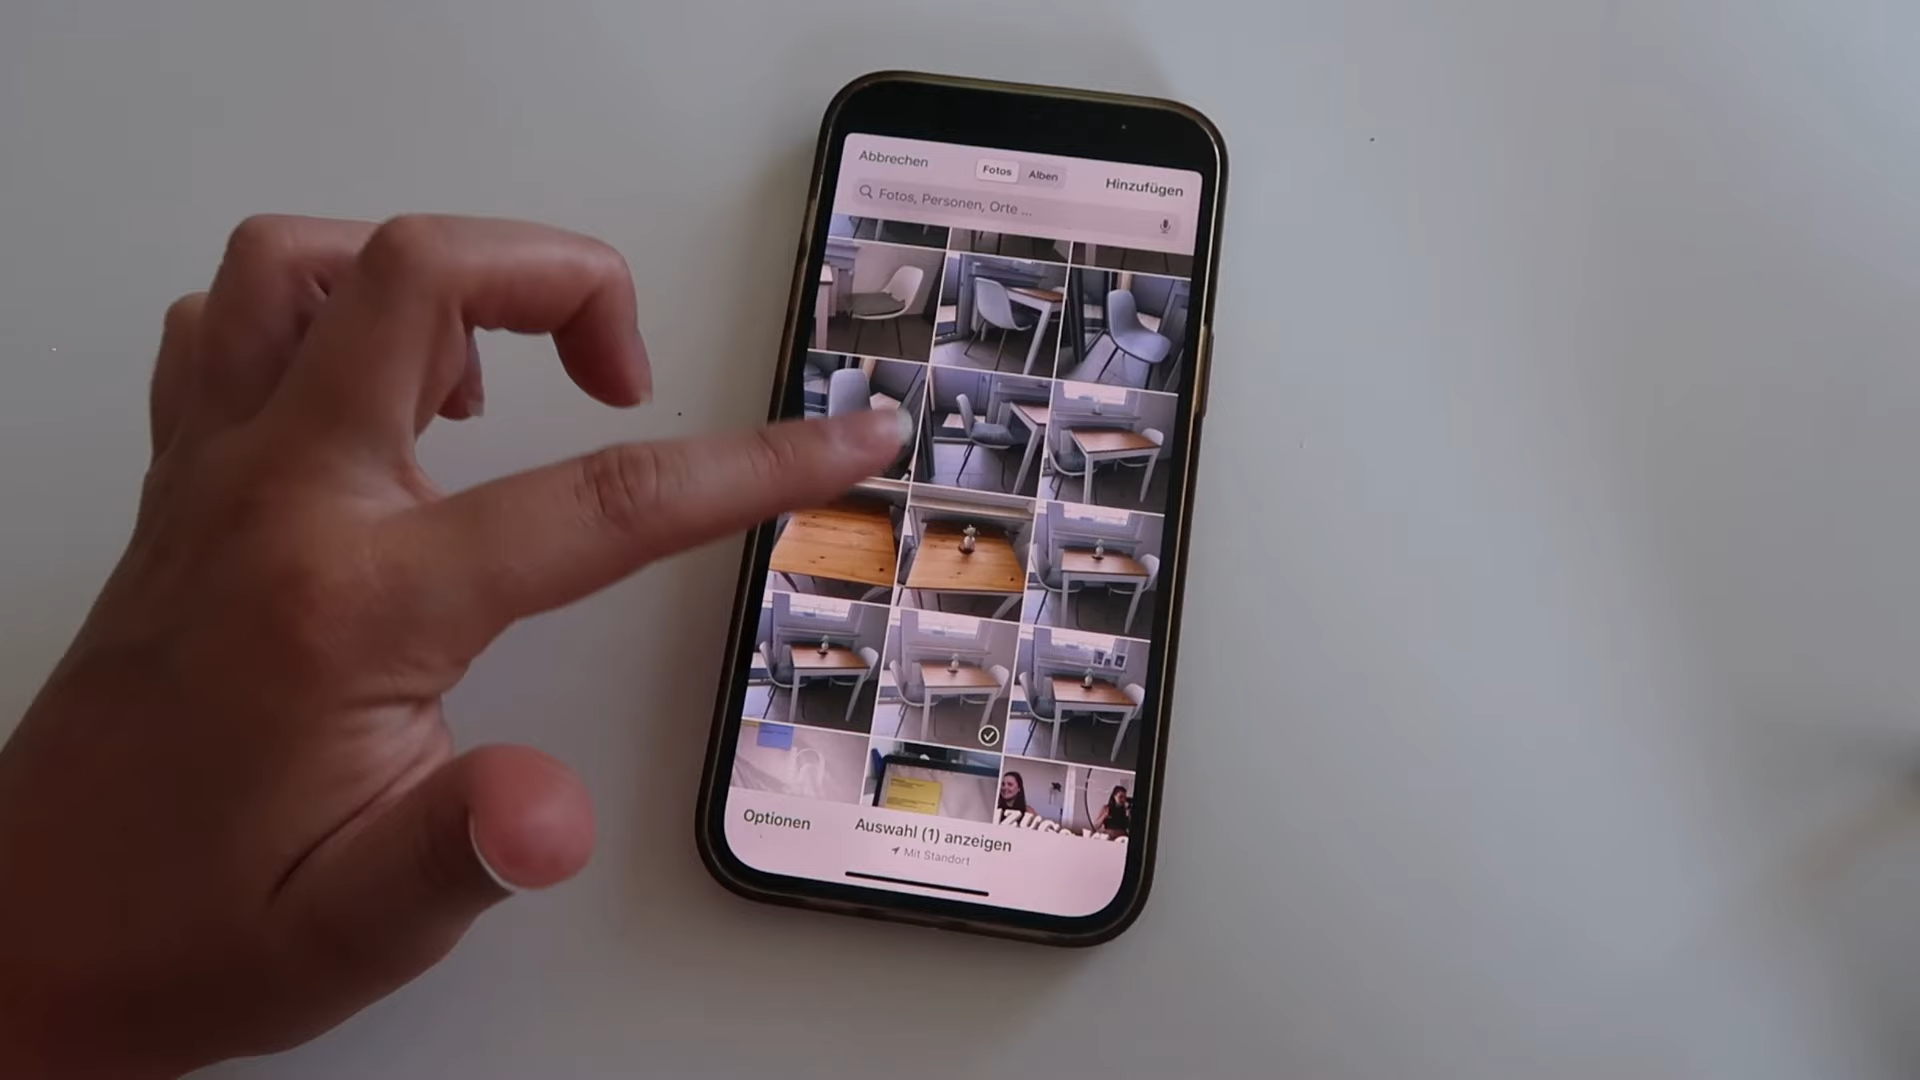 Abbrechen
Fotos
Alben
Hinzufügen
Fotos, Personen, Orte ...
Optionen
Auswahl (1) anzeigen
Mit Standort